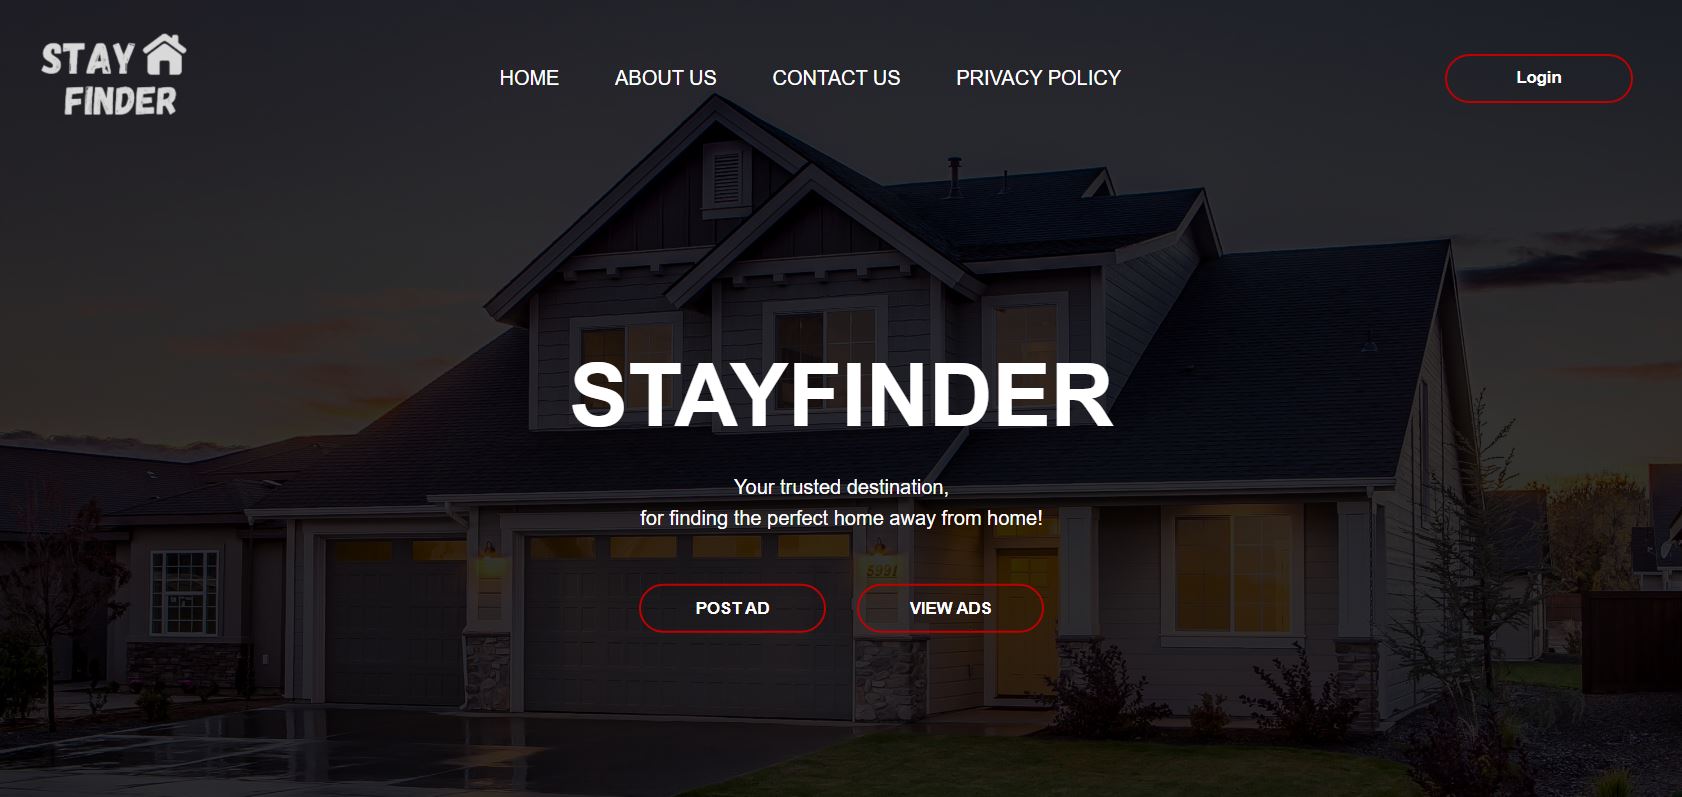 STAY
FINDER
HOME
ABOUT US
CONTACT US
PRIVACY POLICY
Login
STAYFINDER
Your trusted destination,
for finding the perfect home away from home!
5991
POST AD
VIEW ADS